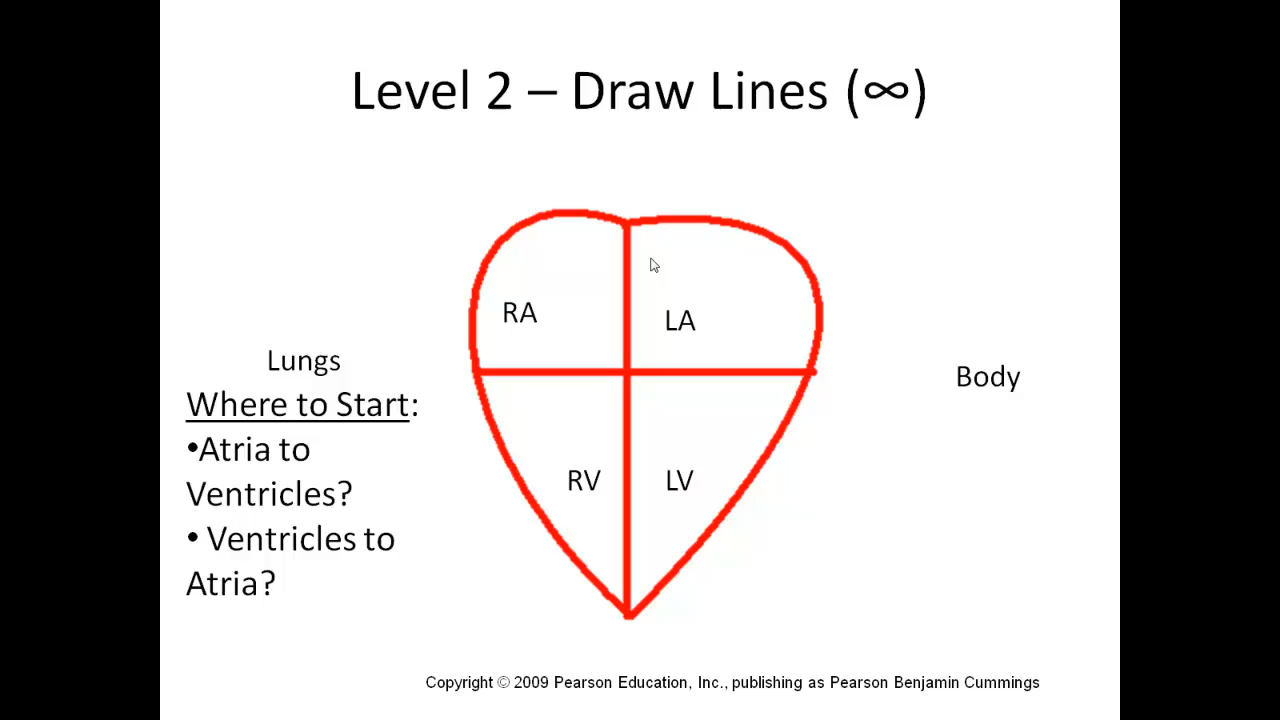 Level 2 – Draw Lines (∞)
RA
LA
Lungs
Body
Where to Start:
•Atria to
Ventricles?
• Ventricles to
Atria?
RV
LV
Copyright © 2009 Pearson Education, Inc., publishing as Pearson Benjamin Cummings